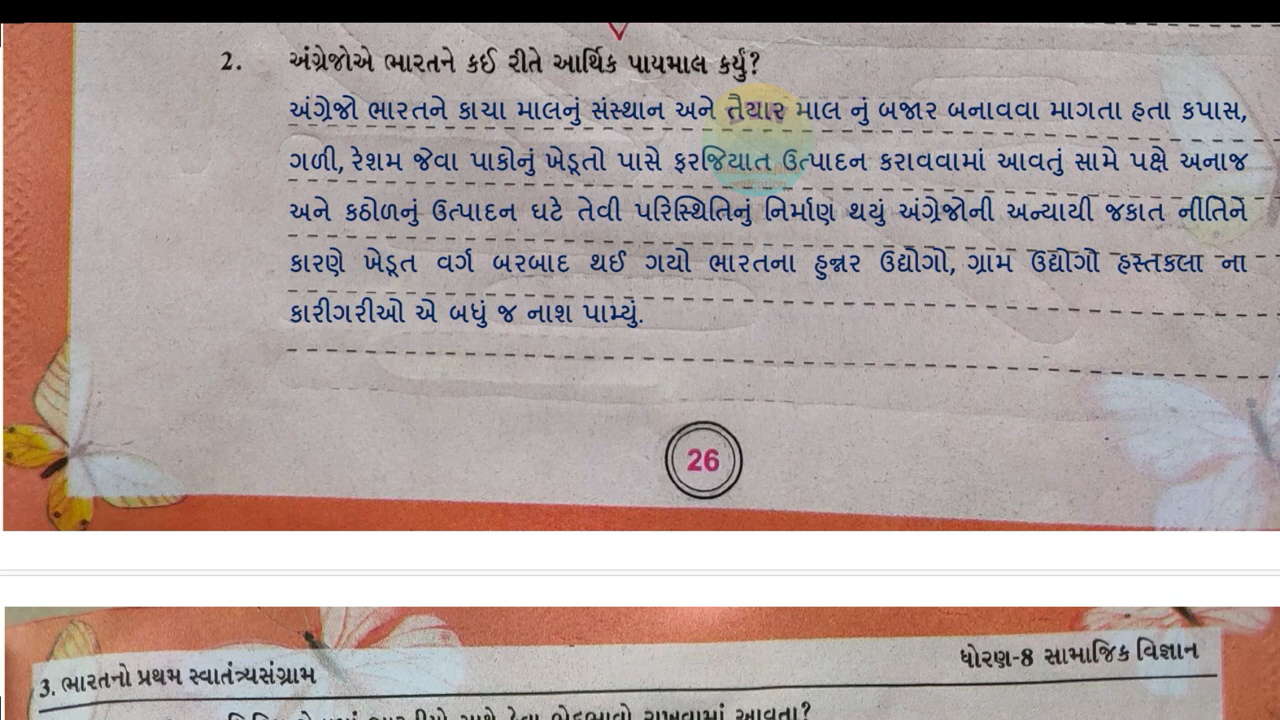 2. અંગ્રેજોએ ભારતને કઈ રીતે આર્થિક પાયમાલ કર્યું?
અંગ્રેજો ભારતને કાચા માલનું સંસ્થાન અને તૈયાર માલ નું બજાર બનાવવા માગતા હતા કપાસ,
ગળી, રેશમ જેવા પાકોનું ખેડૂતો પાસે ફરજિયાત ઉત્પાદન કરાવવામાં આવતું સામે પક્ષે અનાજ
અને કઠોળનું ઉત્પાદન ઘટે તેવી પરિસ્થિતિનું નિર્માણ થયું અંગ્રેજોની અન્યાયી જકાત નીતિને
કારણે ખેડૂત વર્ગ બરબાદ થઈ ગયો ભારતના હુન્નર ઉદ્યોગો, ગ્રામ ઉદ્યોગો હસ્તકલા ના
કારીગરીઓ એ બધું જ નાશ પામ્યું.
26
3. ભારતનો પ્રથમ સ્વાતંત્ર્યસંગ્રામ
ધોરણ-8 સામાજિક વિજ્ઞાન
રાખવામાં આવતા?